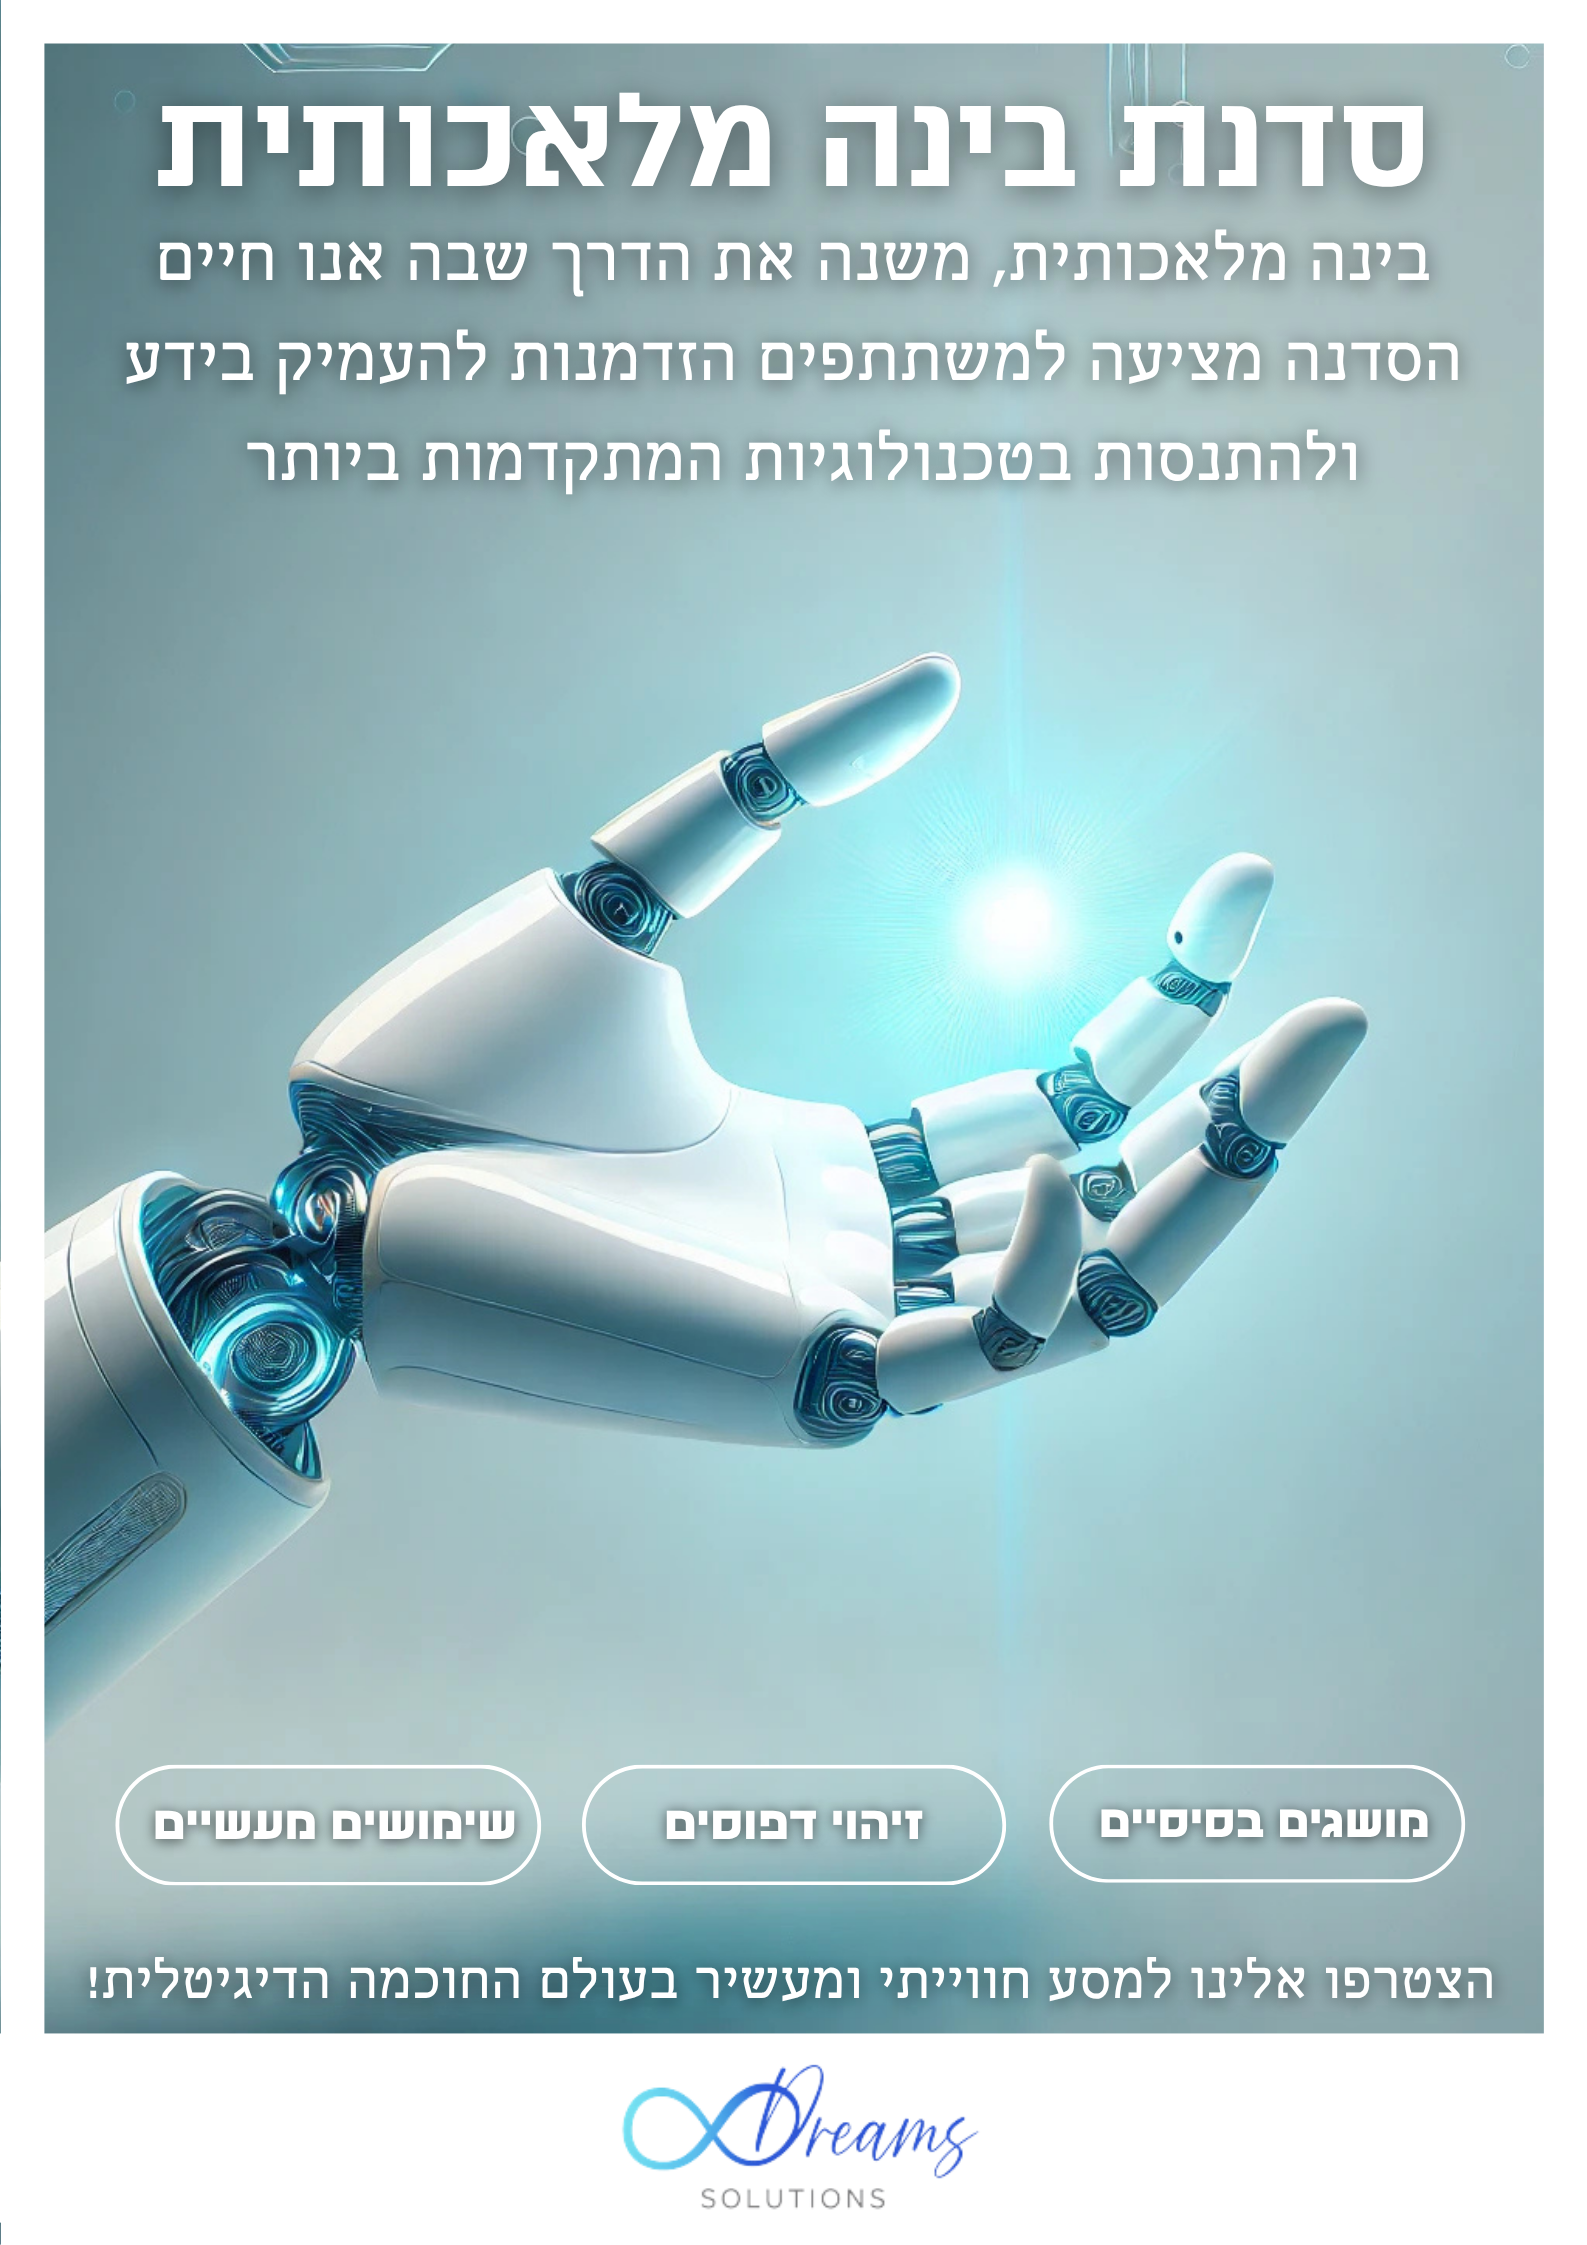 סדנת בינה מלאכותית
בינה מלאכותית, משנה את הדרך שבה אנו חיים
הסדנה מציעה למשתתפים הזדמנות להעמיק בידע
ולהתנסות בטכנולוגיות המתקדמות ביותר
מושגים בסיסיים
זיהוי דפוסים
שימושים מעשיים
הצטרפו אלינו למסע חווייתי ומעשיר בעולם החוכמה הדיגיטלית!
Dreams
SOLUTIONS